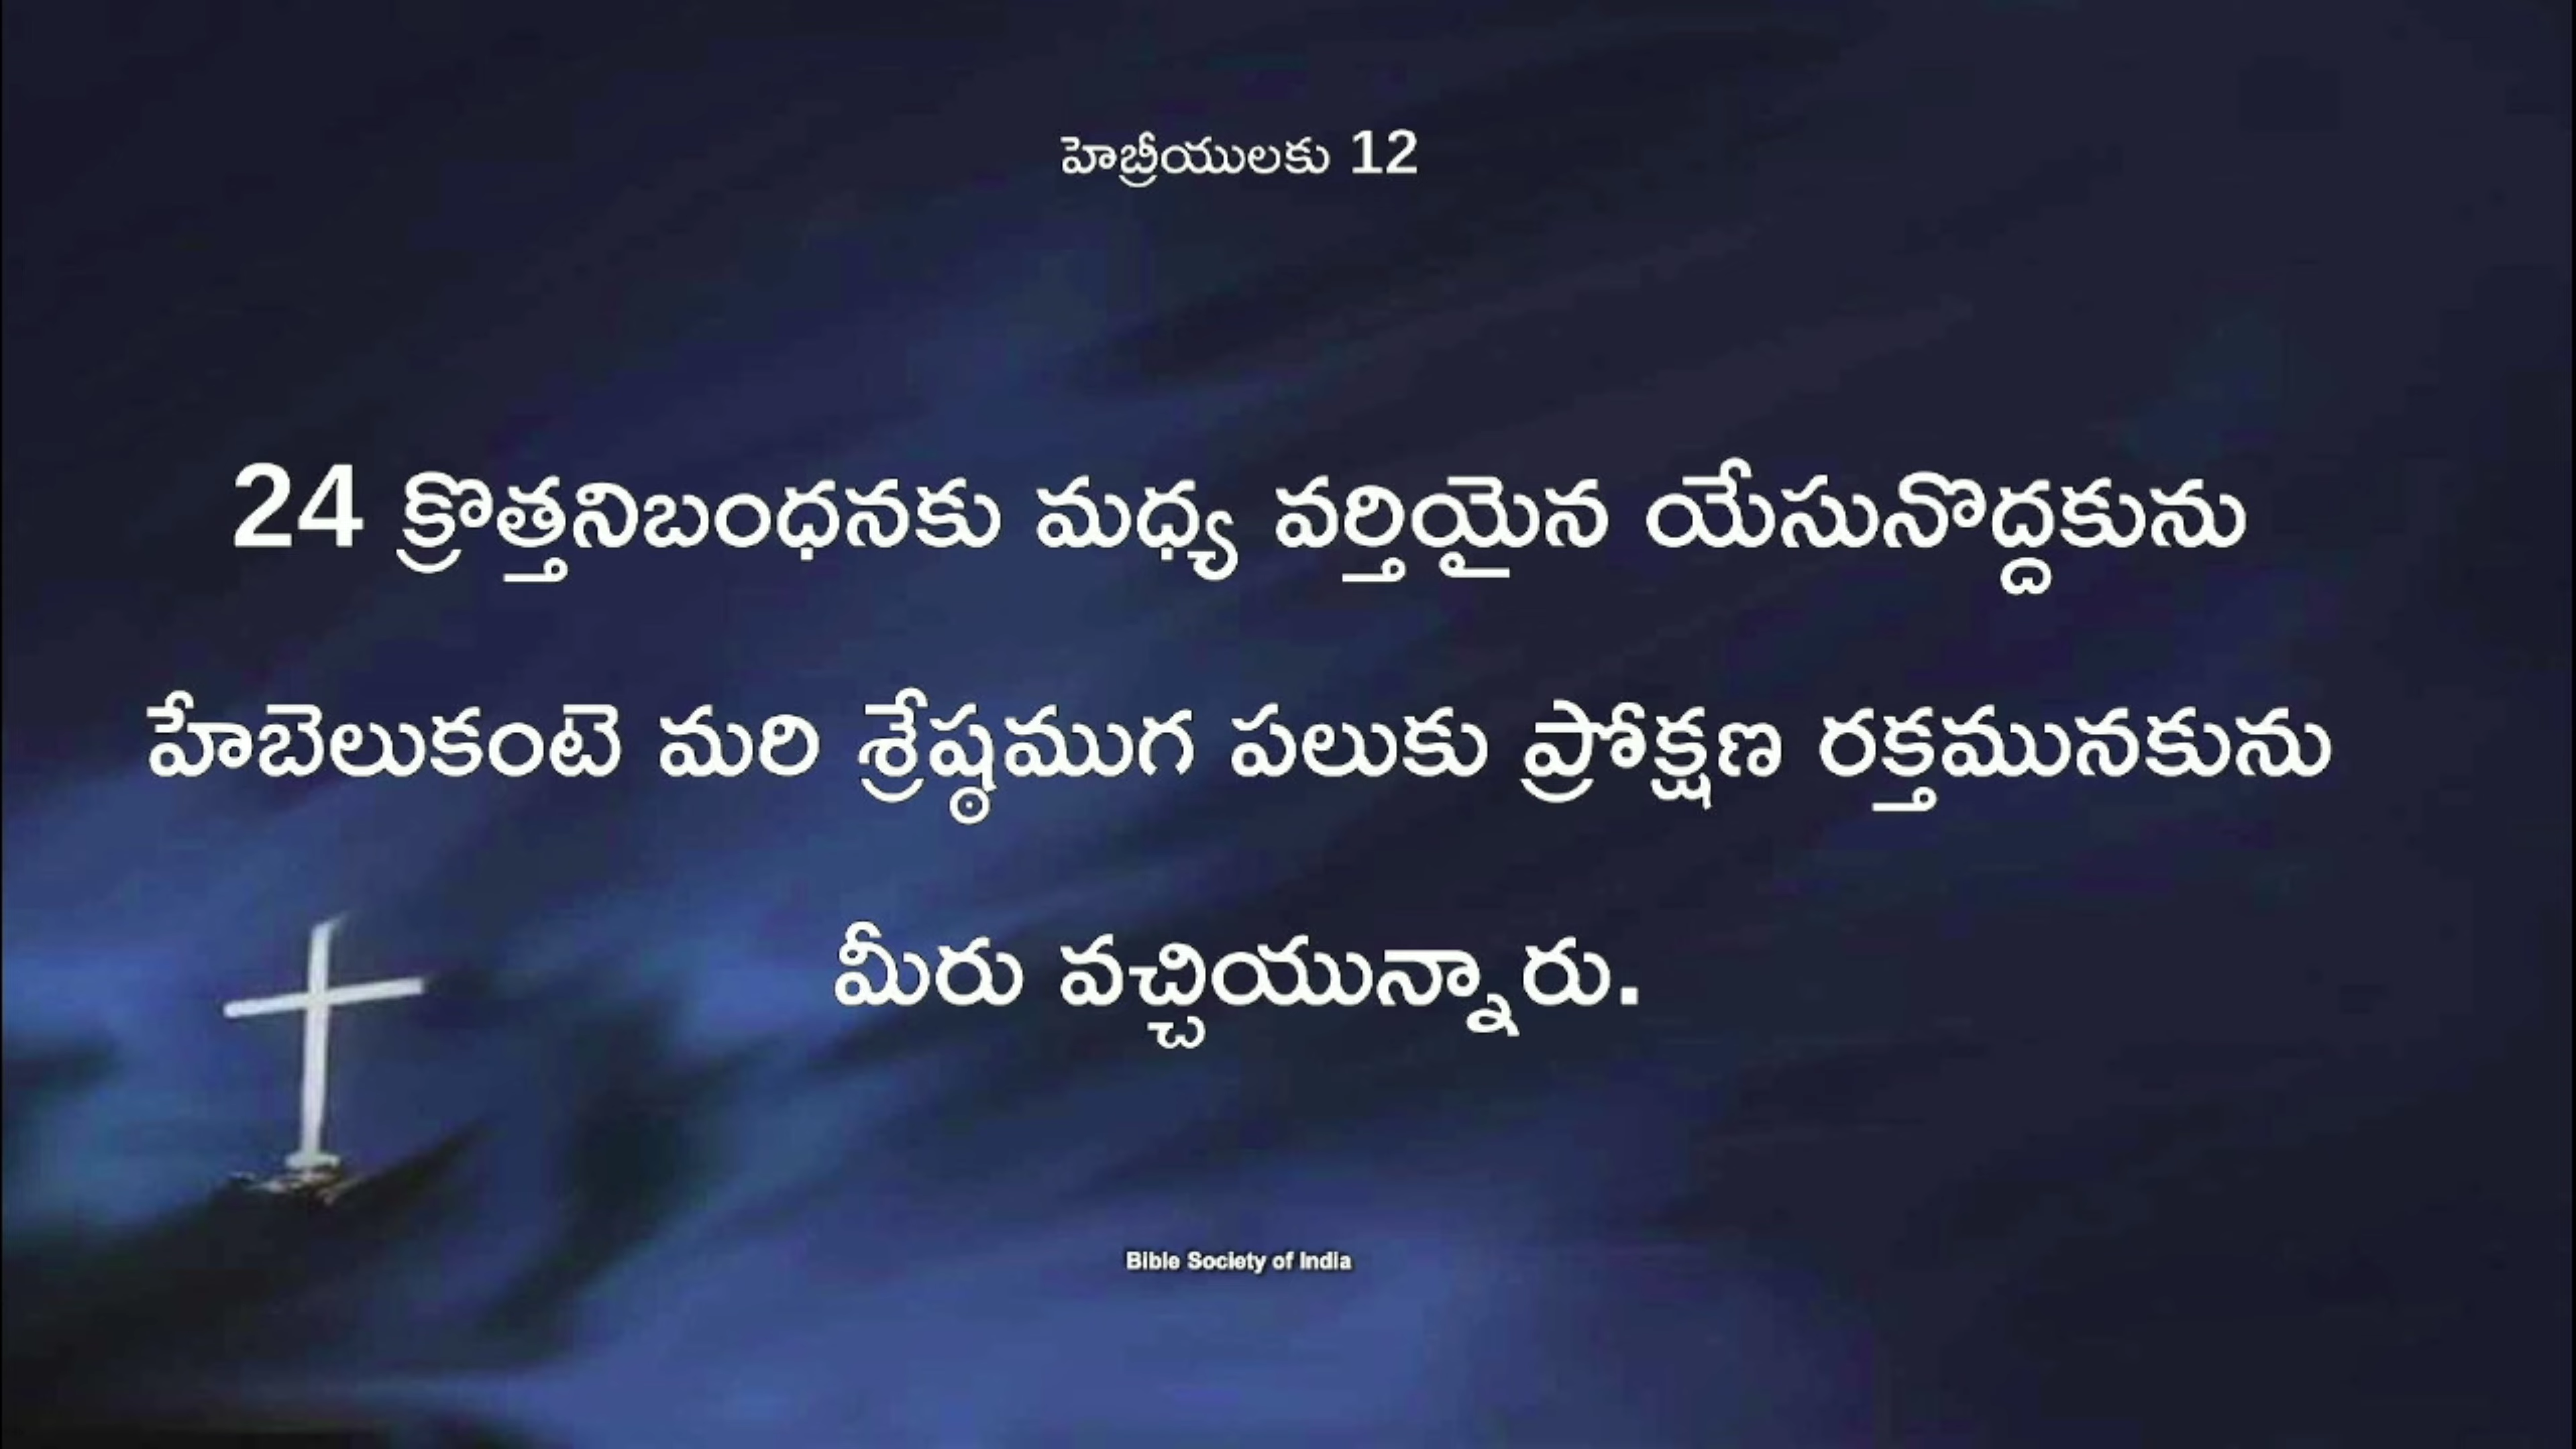 హెబ్రీయులకు 12
24 క్రొత్తనిబంధనకు మధ్య వర్తియైన యేసునొద్దకును
హేబెలుకంటె మరి శ్రేష్ఠముగ పలుకు ప్రోక్షణ రక్తమునకును
మీరు వచ్చియున్నారు.
Bible Society of India